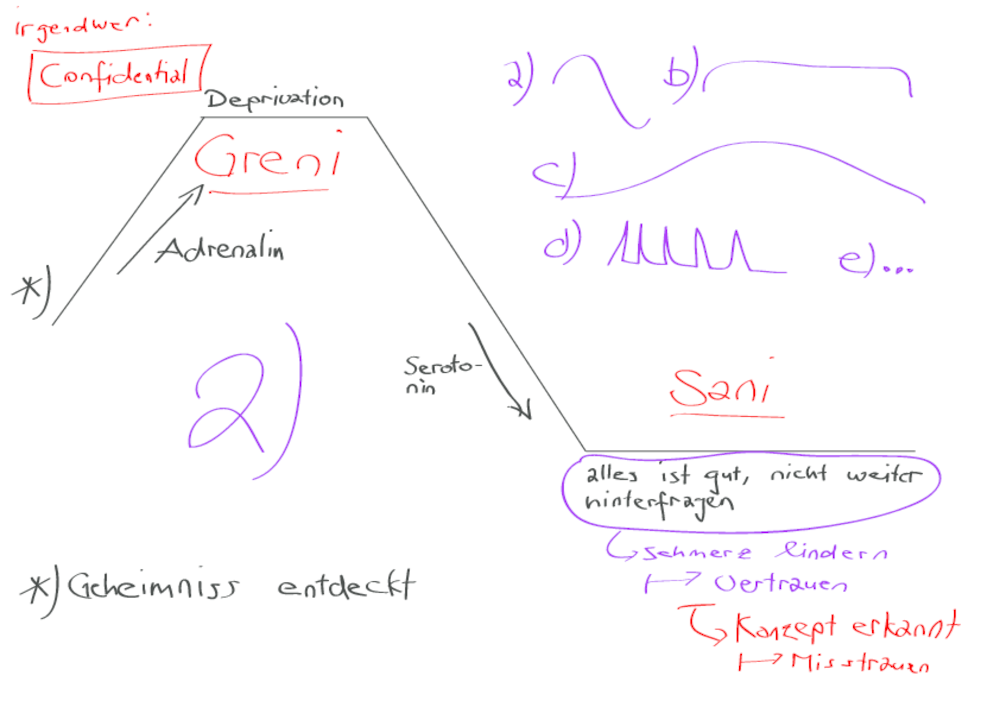 irgendwer:
Confidential
Deprivation
Greni
Adrenalin
*)
a)
b)
c)
d)
e)...
2)
Seroto-
nin
Sani
alles ist gut, nicht weiter
hinterfragen
Schmerz lindern
Vertrauen
*) Geheimniss entdeckt
Konzept erkannt
Misstrauen